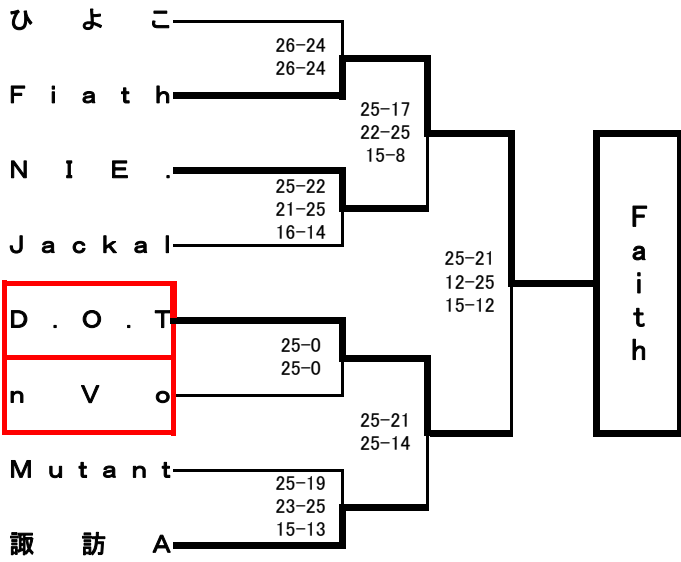 ひよこ
26-24
26-24
Fiath
25-17
22-25
15-8
NIE.
25-22
21-25
16-14
Jackal
25-21
12-25
15-12
Faith
D.O.T
25-0
25-0
nVo
25-21
25-14
Mutant
25-19
23-25
15-13
諏訪A